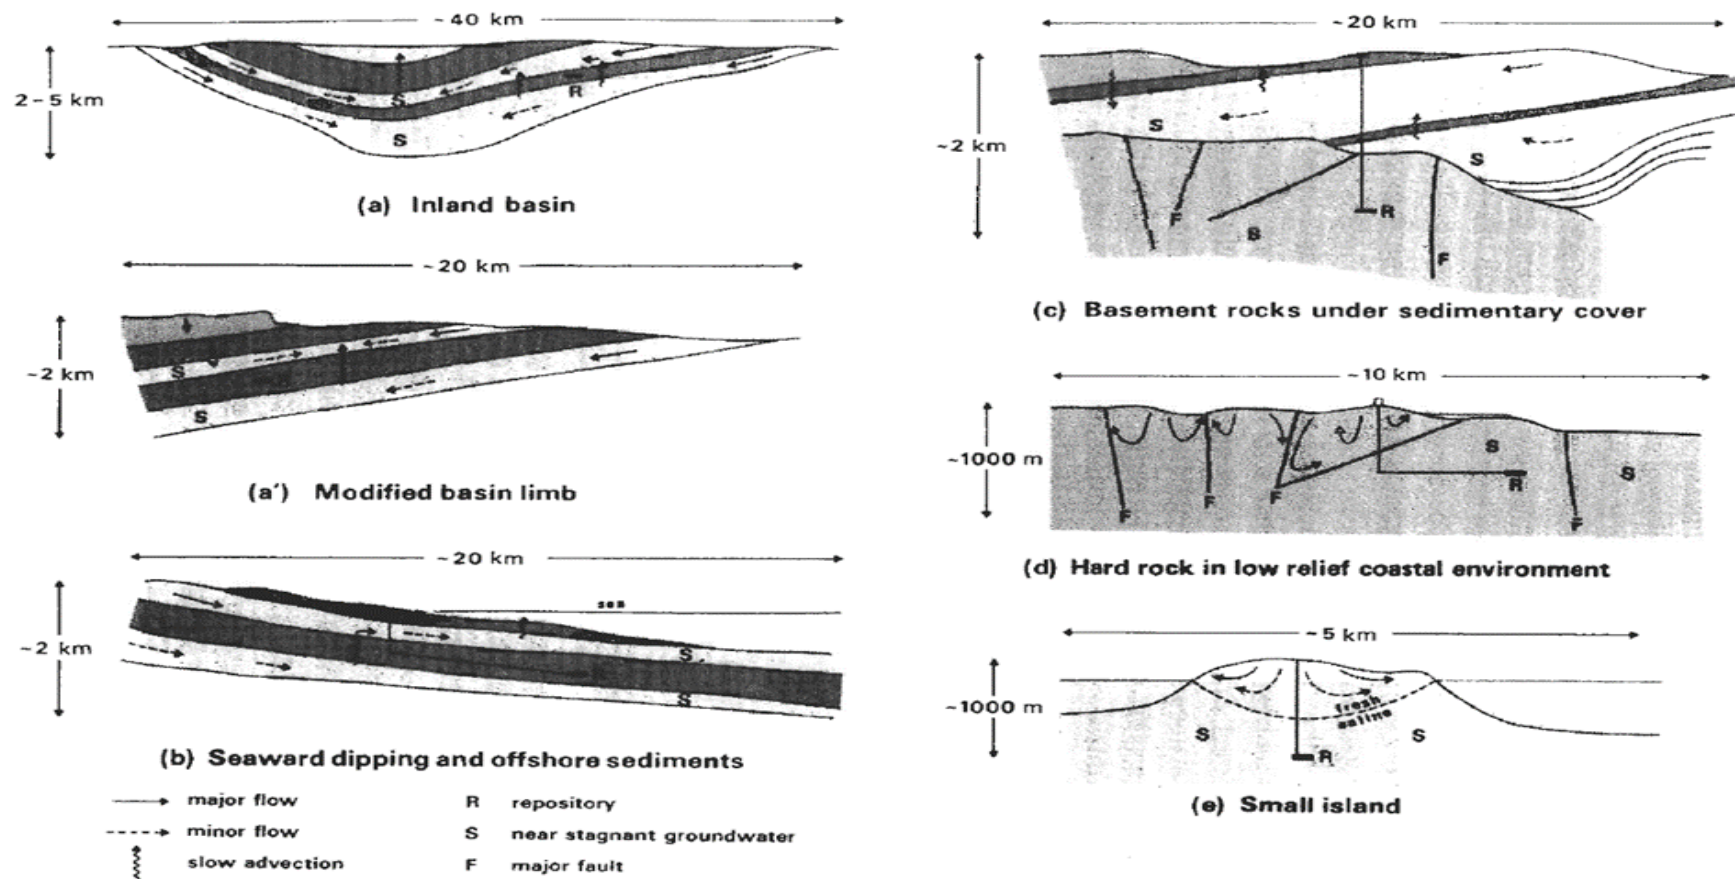 ~40 km
2–5 km
S
R
S
(a) Inland basin
~20 km
~2 km
S
S
(a') Modified basin limb
~20 km
sea
~2 km
S
S
(b) Seaward dipping and offshore sediments
major flow
minor flow
slow advection
R repository
S near stagnant groundwater
F major fault
~20 km
~2 km
S
S
F
B
R
F
(c) Basement rocks under sedimentary cover
~10 km
~1000 m
S
S
R
F
F
F
F
(d) Hard rock in low relief coastal environment
~5 km
~1000 m
fresh
saline
S
S
R
(e) Small island